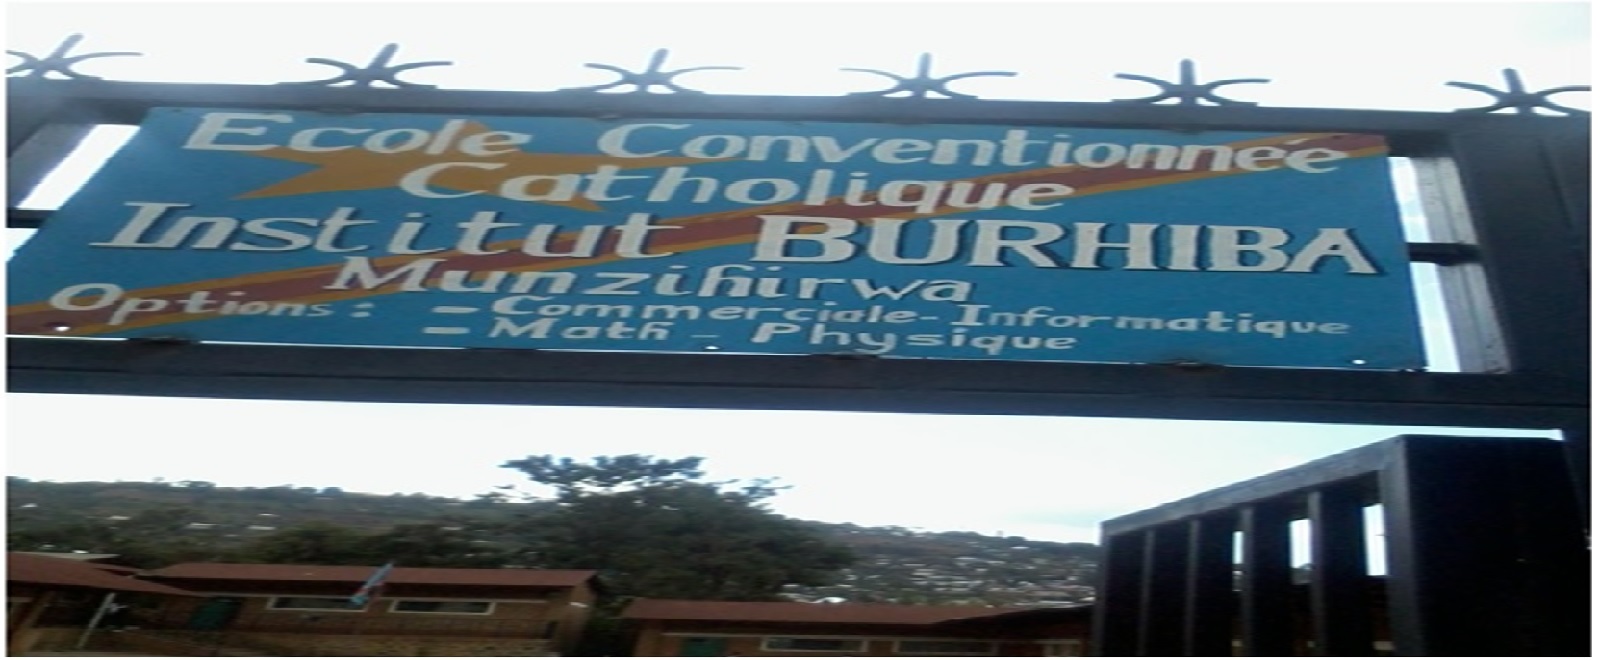 Ecole Conventionnée
Catholique
Institut BURHIBA
Munzihirwa
Options : - Commerciale-Informatique
- Math - Physique